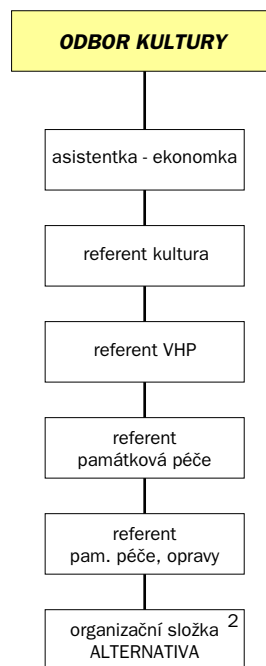 ODBOR KULTURY
asistentka - ekonomka
referent kultura
referent VHP
referent
památková péče
referent
pam. péče, opravy
organizační složka 2
ALTERNATIVA